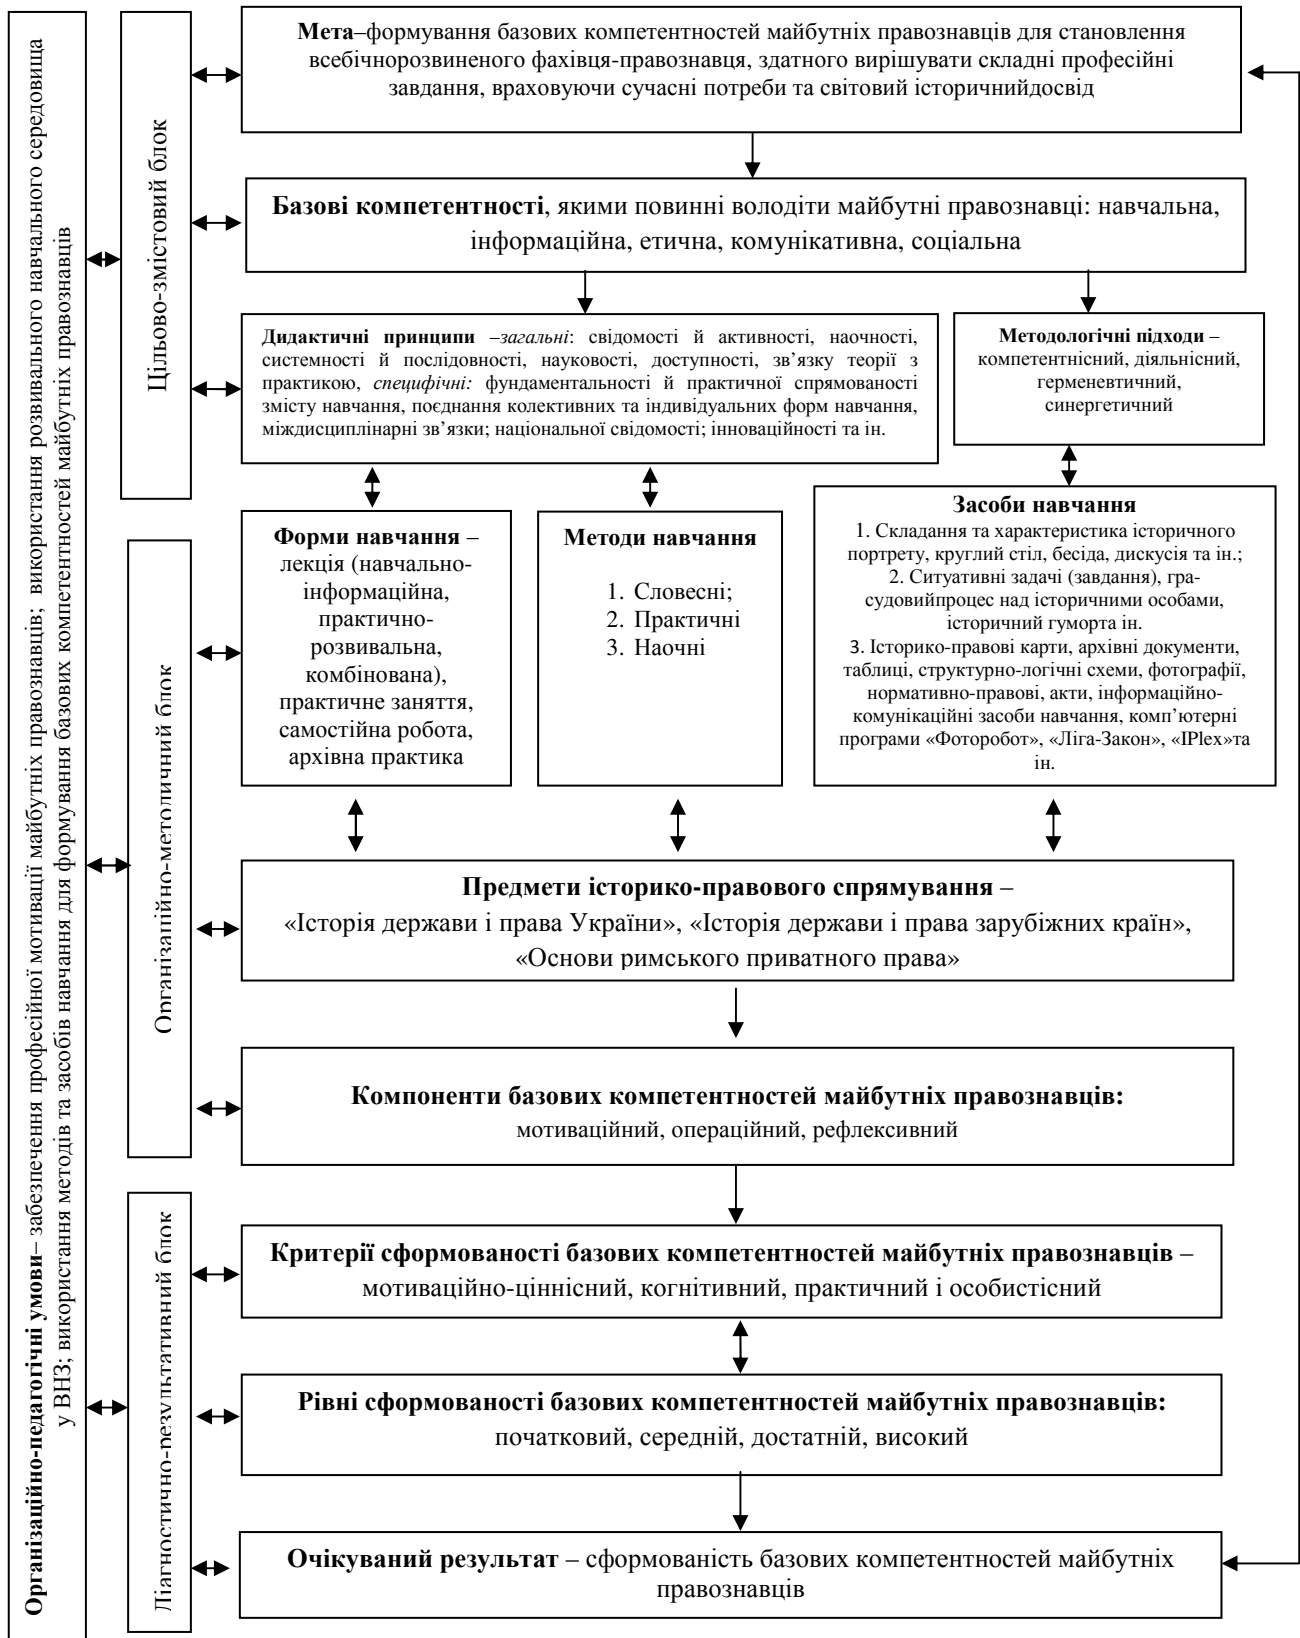 Організаційно-педагогічні умови– забезпечення професійної мотивації майбутніх правознавців;  використання розвивального навчального середовища
у ВНЗ; використання методів та засобів навчання для формування базових компетентностей майбутніх правознавців
Цільово-змістовий блок
Мета–формування базових компетентностей майбутніх правознавців для становлення
всебічнорозвиненого фахівця-правознавця, здатного вирішувати складні професійні
завдання, враховуючи сучасні потреби та світовий історичнийдосвід
Базові компетентності, якими повинні володіти майбутні правознавці: навчальна,
інформаційна, етична, комунікативна, соціальна
Дидактичні принципи –загальні: свідомості й активності, наочності,
системності й послідовності, науковості, доступності, зв’язку теорії з
практикою, специфічні: фундаментальності й практичної спрямованості
змісту навчання, поєднання колективних та індивідуальних форм навчання,
міждисциплінарні зв’язки; національної свідомості; інноваційності та ін.
Методологічні підходи –
компетентнісний, діяльнісний,
герменевтичний,
синергетичний
Організаційно-методичний блок
Форми навчання –
лекція (навчально-
інформаційна,
практично-
розвивальна,
комбінована),
практичне заняття,
самостійна робота,
архівна практика
Методи навчання
1. Словесні;
2. Практичні
3. Наочні
Засоби навчання
1. Складання та характеристика історичного
портрету, круглий стіл, бесіда, дискусія та ін.;
2. Ситуативні задачі (завдання), гра-
судовийпроцес над історичними особами,
історичний гуморта ін.
3. Історико-правові карти, архівні документи,
таблиці, структурно-логічні схеми, фотографії,
нормативно-правові, акти, інформаційно-
комунікаційні засоби навчання, комп’ютерні
програми «Фоторобот», «Ліга-Закон», «IPlex»та
ін.
Предмети історико-правового спрямування –
«Історія держави і права України», «Історія держави і права зарубіжних країн»,
«Основи римського приватного права»
Компоненти базових компетентностей майбутніх правознавців:
мотиваційний, операційний, рефлексивний
Діагностично-результативний блок
Критерії сформованості базових компетентностей майбутніх правознавців –
мотиваційно-ціннісний, когнітивний, практичний і особистісний
Рівні сформованості базових компетентностей майбутніх правознавців:
початковий, середній, достатній, високий
Очікуваний результат – сформованість базових компетентностей майбутніх
правознавців